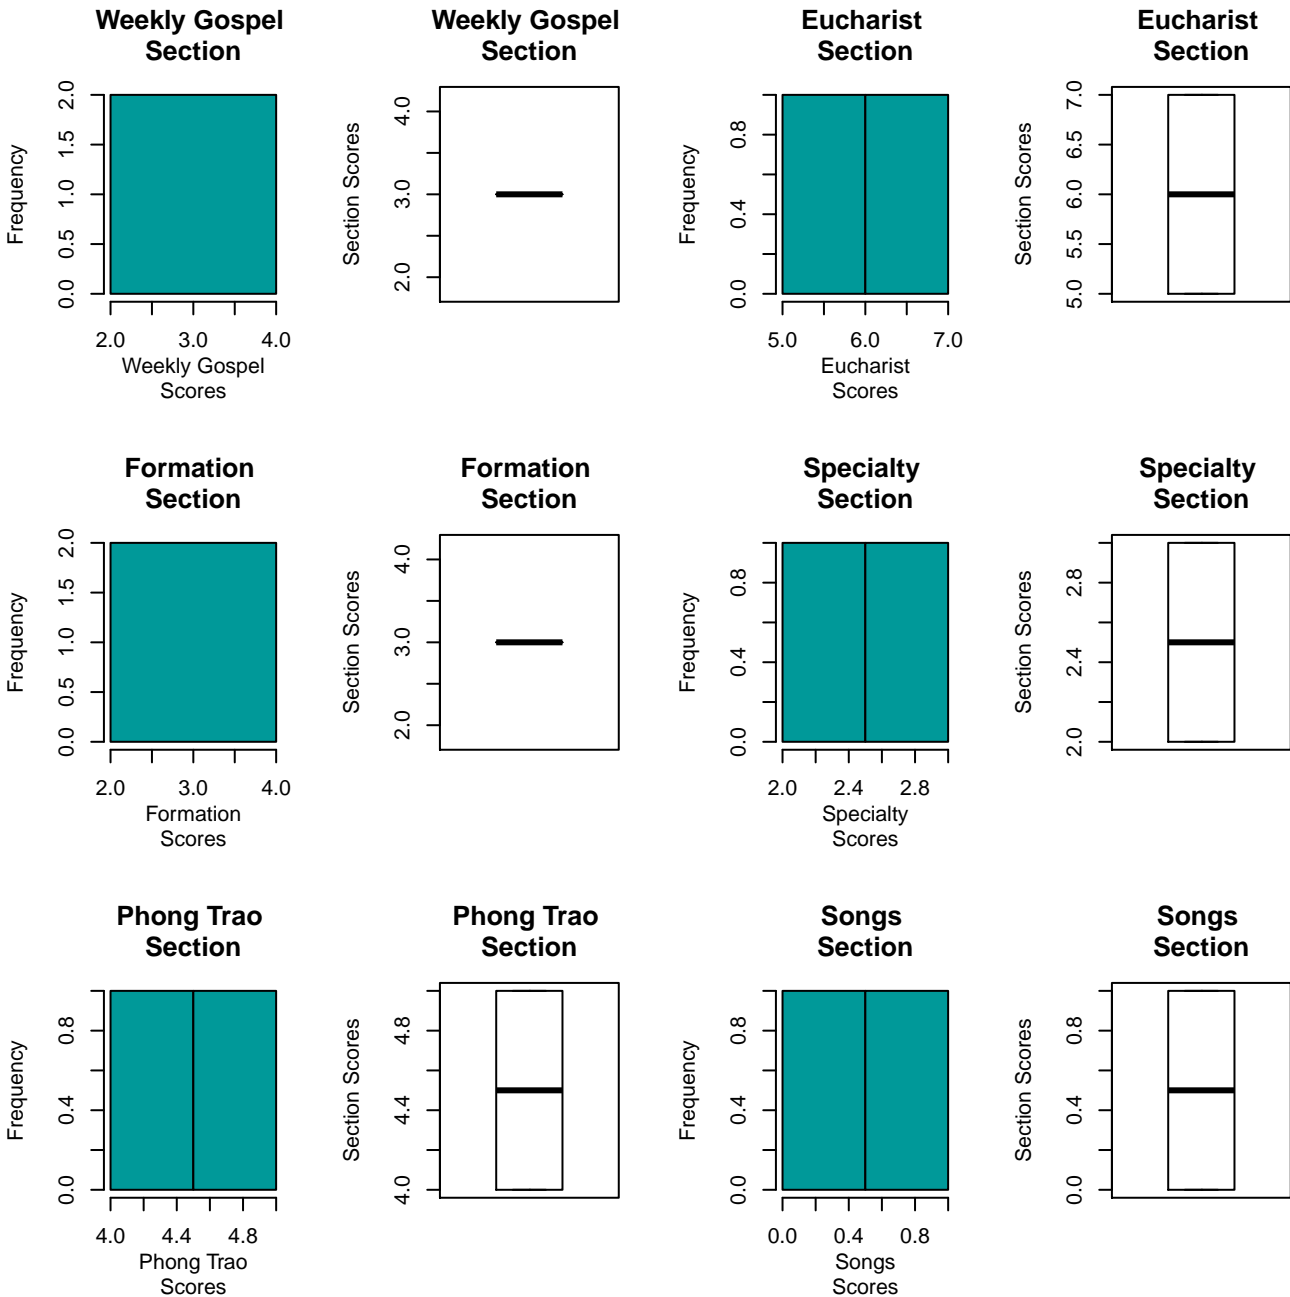 Weekly Gospel
Section
Frequency
0.0 0.5 1.0 1.5 2.0
2.0 3.0 4.0
Weekly Gospel
Scores
Weekly Gospel
Section
Section Scores
2.0 3.0 4.0
Eucharist
Section
Frequency
0.0 0.4 0.8
5.0 6.0 7.0
Eucharist
Scores
Eucharist
Section
Section Scores
5.0 5.5 6.0 6.5 7.0
Formation
Section
Frequency
0.0 0.5 1.0 1.5 2.0
2.0 3.0 4.0
Formation
Scores
Formation
Section
Section Scores
2.0 3.0 4.0
Specialty
Section
Frequency
0.0 0.4 0.8
2.0 2.4 2.8
Specialty
Scores
Specialty
Section
Section Scores
2.0 2.4 2.8
Phong Trao
Section
Frequency
0.0 0.4 0.8
4.0 4.4 4.8
Phong Trao
Scores
Phong Trao
Section
Section Scores
4.0 4.4 4.8
Songs
Section
Frequency
0.0 0.4 0.8
0.0 0.4 0.8
Songs
Scores
Songs
Section
Section Scores
0.0 0.4 0.8